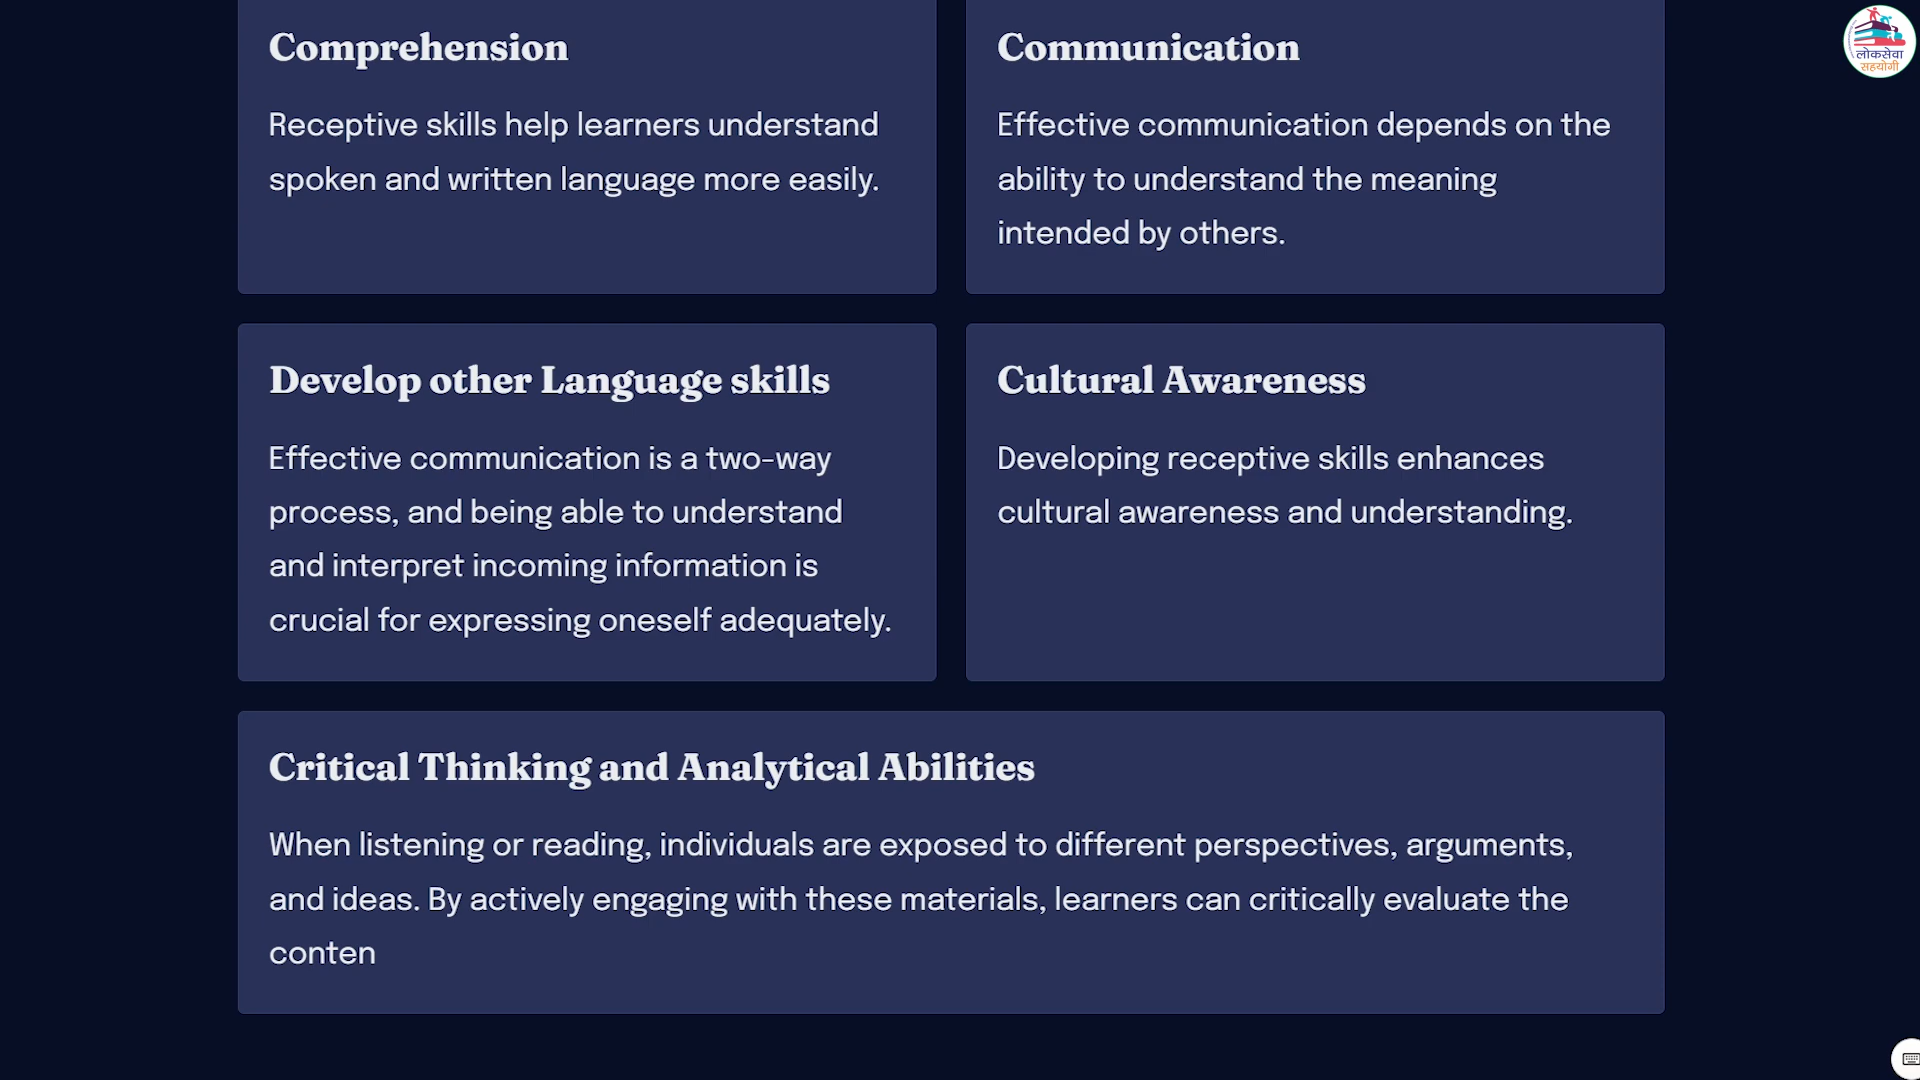 Comprehension
Receptive skills help learners understand
spoken and written language more easily.
Communication
Effective communication depends on the
ability to understand the meaning
intended by others.
Develop other Language skills
Effective communication is a two-way
process, and being able to understand
and interpret incoming information is
crucial for expressing oneself adequately.
Cultural Awareness
Developing receptive skills enhances
cultural awareness and understanding.
Critical Thinking and Analytical Abilities
When listening or reading, individuals are exposed to different perspectives, arguments,
and ideas. By actively engaging with these materials, learners can critically evaluate the
conten
लोकसेवा
सहयोगी